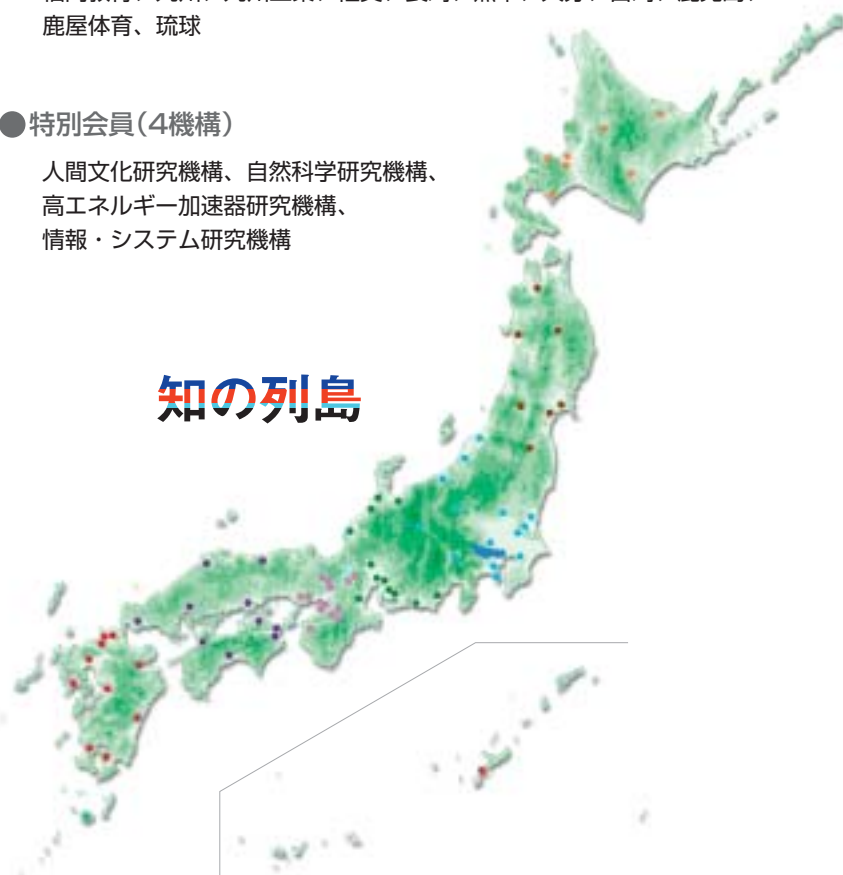 鹿屋体育、琉球
●特別会員（4機構）
人間文化研究機構、自然科学研究機構、
高エネルギー加速器研究機構、
情報・システム研究機構
知の列島